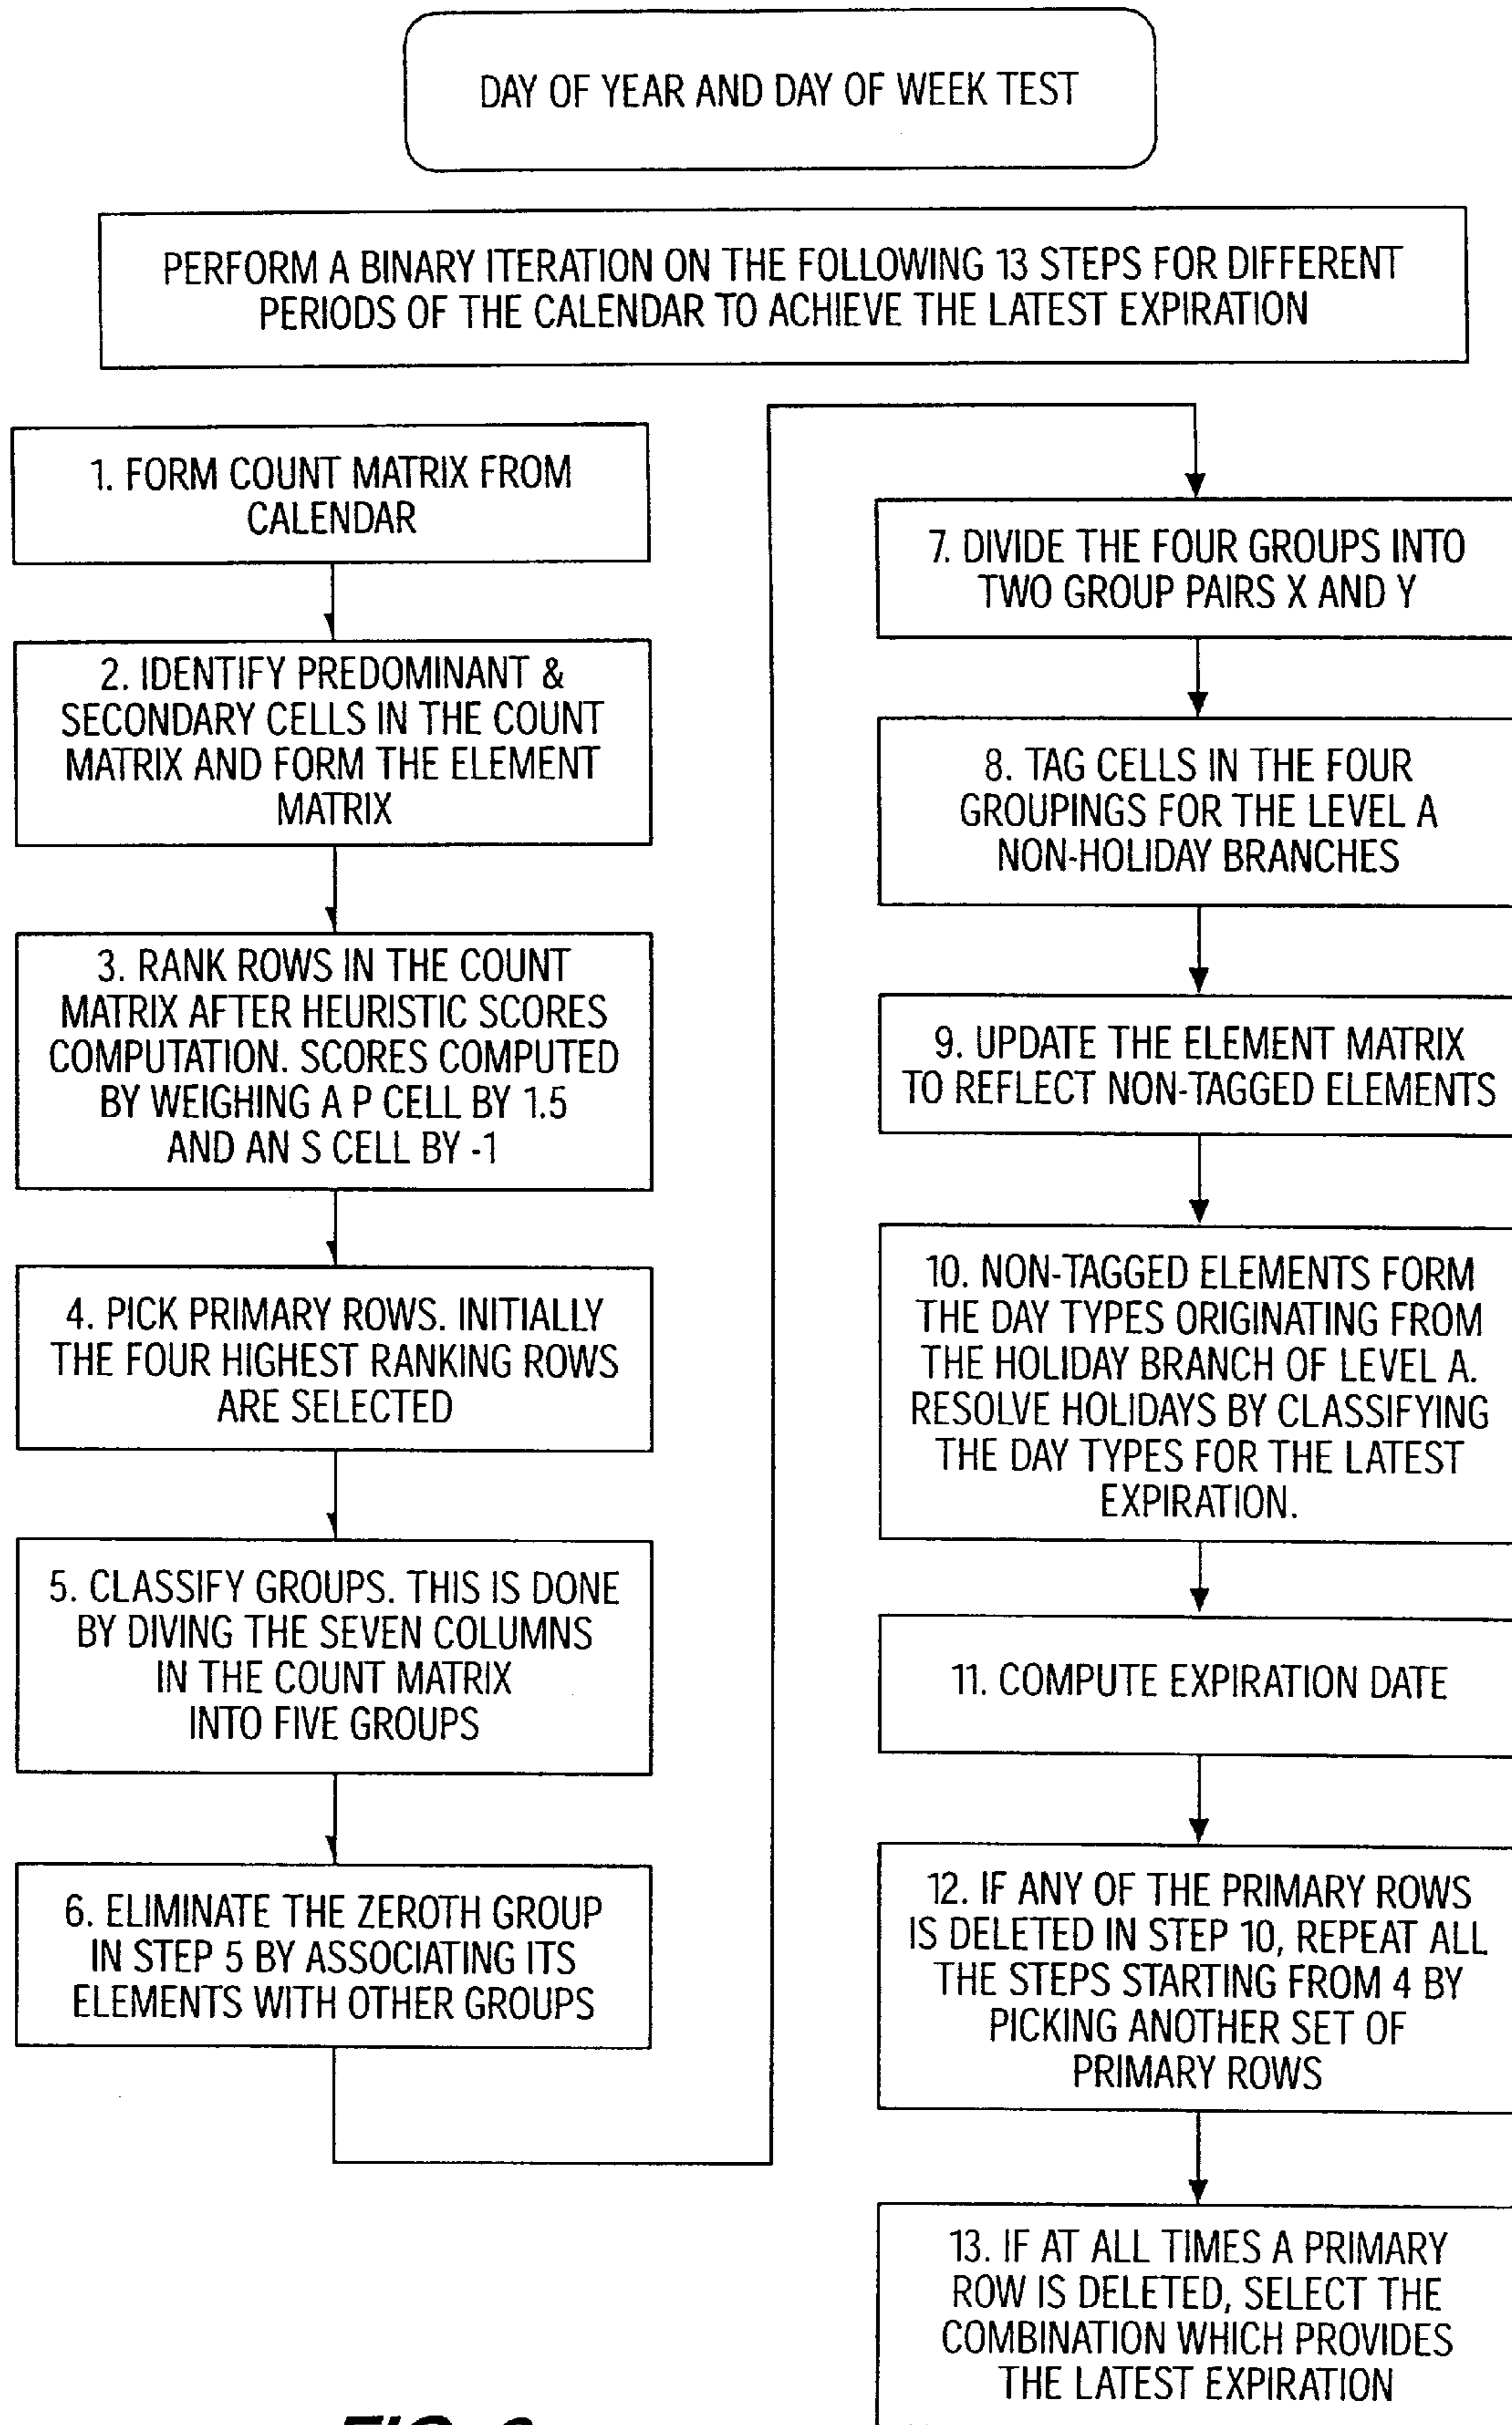 DAY OF YEAR AND DAY OF WEEK TEST
PERFORM A BINARY ITERATION ON THE FOLLOWING 13 STEPS FOR DIFFERENT
PERIODS OF THE CALENDAR TO ACHIEVE THE LATEST EXPIRATION
1. FORM COUNT MATRIX FROM
CALENDAR
2. IDENTIFY PREDOMINANT &
SECONDARY CELLS IN THE COUNT
MATRIX AND FORM THE ELEMENT
MATRIX
3. RANK ROWS IN THE COUNT
MATRIX AFTER HEURISTIC SCORES
COMPUTATION. SCORES COMPUTED
BY WEIGHING A P CELL BY 1.5
AND AN S CELL BY -1
4. PICK PRIMARY ROWS. INITIALLY
THE FOUR HIGHEST RANKING ROWS
ARE SELECTED
5. CLASSIFY GROUPS. THIS IS DONE
BY DIVING THE SEVEN COLUMNS
IN THE COUNT MATRIX
INTO FIVE GROUPS
6. ELIMINATE THE ZEROTH GROUP
IN STEP 5 BY ASSOCIATING ITS
ELEMENTS WITH OTHER GROUPS
7. DIVIDE THE FOUR GROUPS INTO
TWO GROUP PAIRS X AND Y
8. TAG CELLS IN THE FOUR
GROUPINGS FOR THE LEVEL A
NON-HOLIDAY BRANCHES
9. UPDATE THE ELEMENT MATRIX
TO REFLECT NON-TAGGED ELEMENTS
10. NON-TAGGED ELEMENTS FORM
THE DAY TYPES ORIGINATING FROM
THE HOLIDAY BRANCH OF LEVEL A.
RESOLVE HOLIDAYS BY CLASSIFYING
THE DAY TYPES FOR THE LATEST
EXPIRATION.
11. COMPUTE EXPIRATION DATE
12. IF ANY OF THE PRIMARY ROWS
IS DELETED IN STEP 10, REPEAT ALL
THE STEPS STARTING FROM 4 BY
PICKING ANOTHER SET OF
PRIMARY ROWS
13. IF AT ALL TIMES A PRIMARY
ROW IS DELETED, SELECT THE
COMBINATION WHICH PROVIDES
THE LATEST EXPIRATION
FIG.